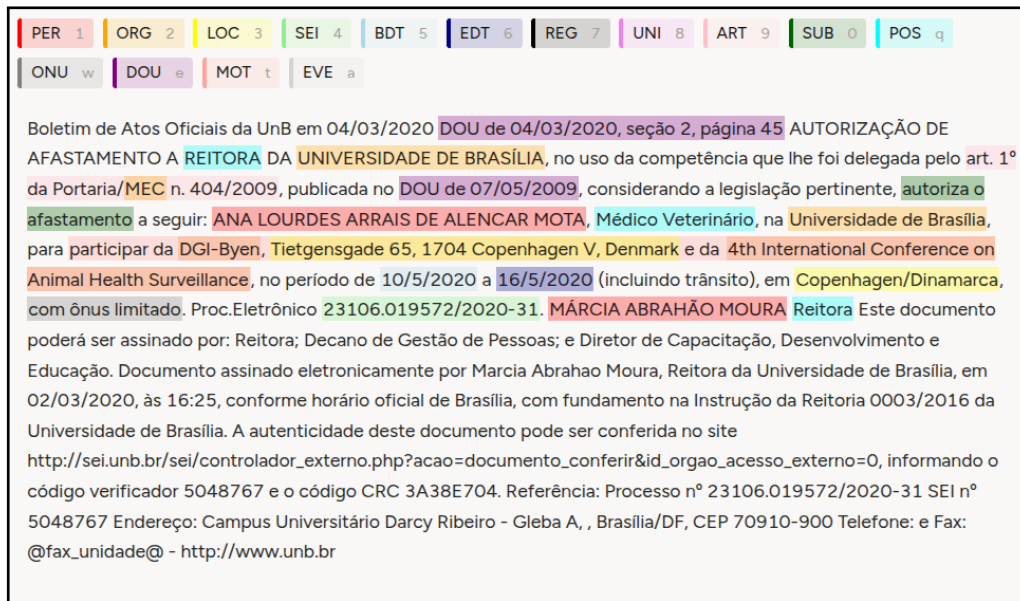 PER 1 ORG 2 LOC 3 SEI 4 BDT 5 EDT 6 REG 7 UNI 8 ART 9 SUB 0 POS q
ONU w DOU e MOT t EVE a
Boletim de Atos Oficiais da UnB em 04/03/2020 DOU de 04/03/2020, seção 2, página 45 AUTORIZAÇÃO DE
AFASTAMENTO A REITORA DA UNIVERSIDADE DE BRASÍLIA, no uso da competência que lhe foi delegada pelo art. 1º
da Portaria/MEC n. 404/2009, publicada no DOU de 07/05/2009, considerando a legislação pertinente, autoriza o
afastamento a seguir: ANA LOURDES ARRAIS DE ALENCAR MOTA, Médico Veterinário, na Universidade de Brasília,
para participar da DGI-Byen, Tietgensgade 65, 1704 Copenhagen V, Denmark e da 4th International Conference on
Animal Health Surveillance, no período de 10/5/2020 a 16/5/2020 (incluindo trânsito), em Copenhagen/Dinamarca,
com ônus limitado. Proc.Eletrônico 23106.019572/2020-31. MÁRCIA ABRAHÃO MOURA Reitora Este documento
poderá ser assinado por: Reitora; Decano de Gestão de Pessoas; e Diretor de Capacitação, Desenvolvimento e
Educação. Documento assinado eletronicamente por Marcia Abrahao Moura, Reitora da Universidade de Brasília, em
02/03/2020, às 16:25, conforme horário oficial de Brasília, com fundamento na Instrução da Reitoria 0003/2016 da
Universidade de Brasília. A autenticidade deste documento pode ser conferida no site
http://sei.unb.br/sei/controlador_externo.php?acao=documento_conferir&id_orgao_acesso_externo=0, informando o
código verificador 5048767 e o código CRC 3A38E704. Referência: Processo nº 23106.019572/2020-31 SEI nº
5048767 Endereço: Campus Universitário Darcy Ribeiro - Gleba A, , Brasília/DF, CEP 70910-900 Telefone: e Fax:
@fax_unidade@ - http://www.unb.br